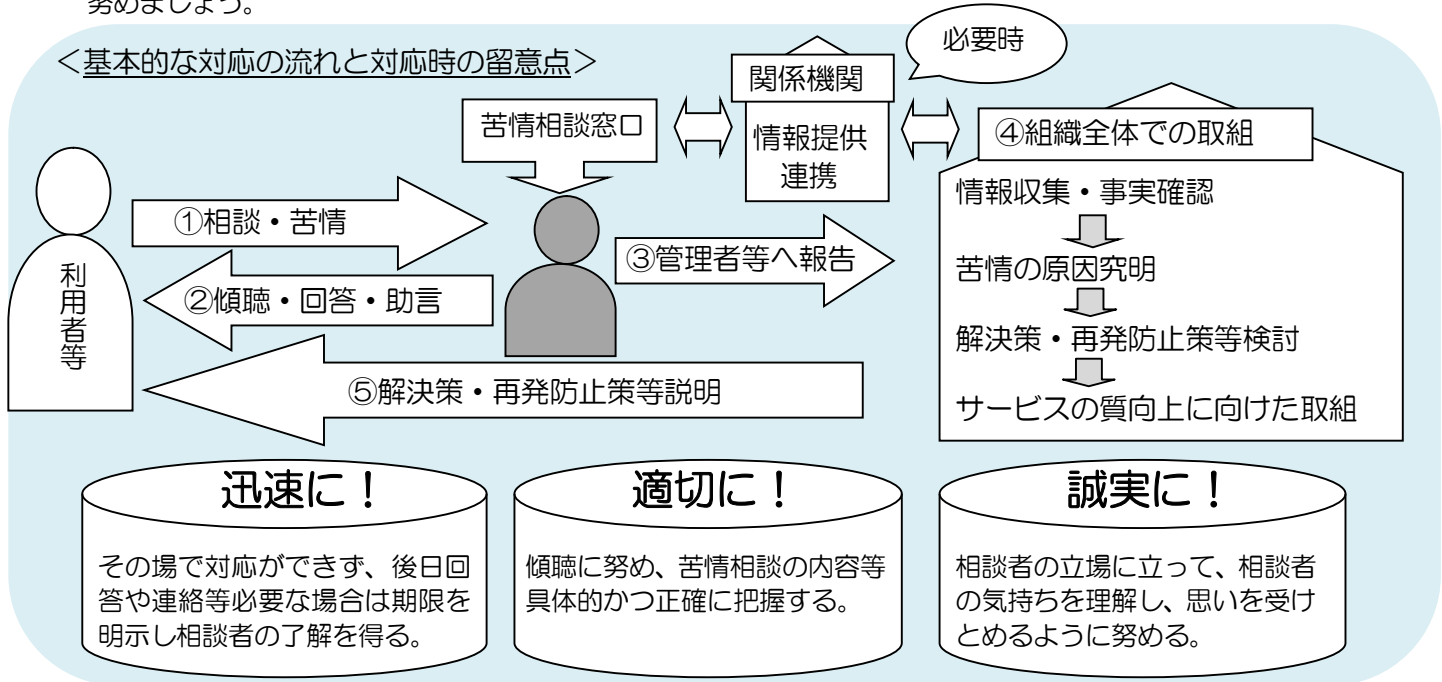 努めましょう。
＜基本的な対応の流れと対応時の留意点＞
必要時
関係機関
情報提供
連携
苦情相談窓口
④組織全体での取組
情報収集・事実確認
苦情の原因究明
解決策・再発防止策等検討
サービスの質向上に向けた取組
利用者等
①相談・苦情
②傾聴・回答・助言
③管理者等へ報告
⑤解決策・再発防止策等説明
迅速に！
その場で対応ができず、後日回
答や連絡等必要な場合は期限を
明示し相談者の了解を得る。
適切に！
傾聴に努め、苦情相談の内容等
具体的かつ正確に把握する。
誠実に！
相談者の立場に立って、相談者
の気持ちを理解し、思いを受け
とめるように努める。